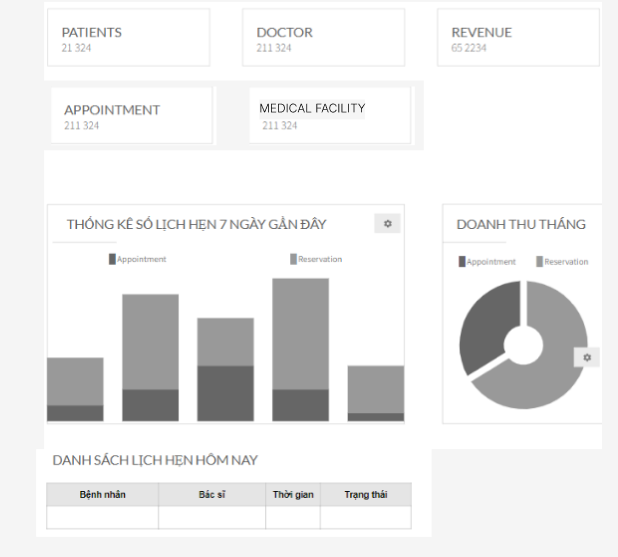 PATIENTS
21 324
DOCTOR
211 324
REVENUE
65 2234
APPOINTMENT
211 324
MEDICAL FACILITY
211 324
THỐNG KÊ SỐ LỊCH HẸN 7 NGÀY GẦN ĐÂY
Appointment
Reservation
DOANH THU THÁNG
Appointment
Reservation
DANH SÁCH LỊCH HẸN HÔM NAY
Bệnh nhân
Bác sĩ
Thời gian
Trạng thái